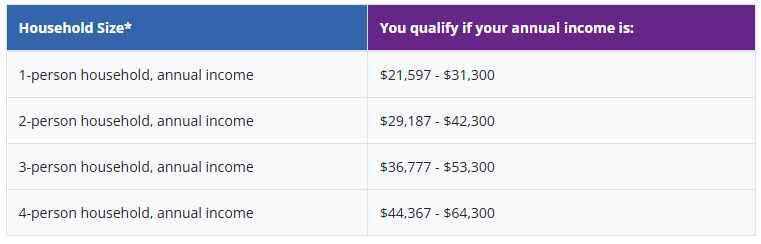 Household Size* You qualify if your annual income is:
1-person household, annual income $21,597 - $31,300
2-person household, annual income $29,187 - $42,300
3-person household, annual income $36,777 - $53,300
4-person household, annual income $44,367 - $64,300